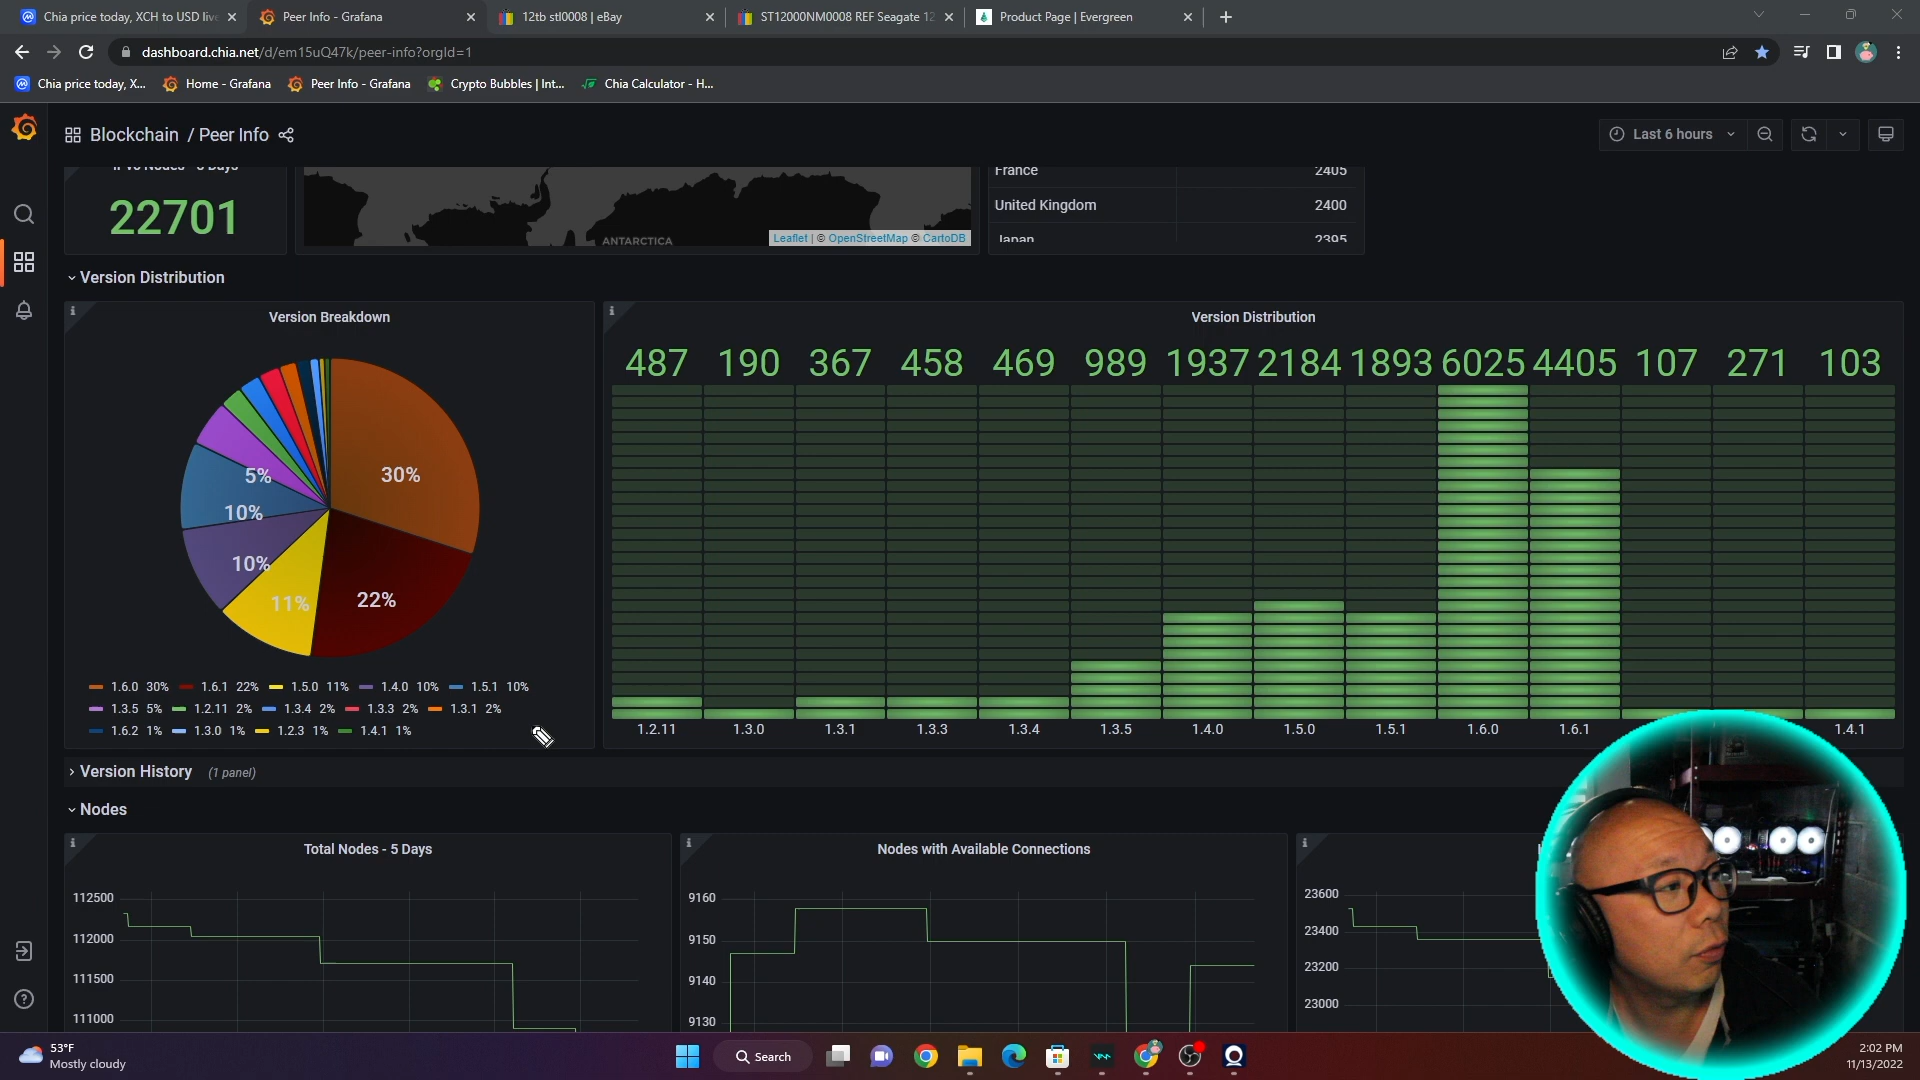 Chia price today, XCH to USD live
Peer Info - Grafana
12tb stl0008 | eBay
ST12000NM0008 REF Seagate 12
Product Page | Evergreen
dashboard.chia.net/d/em15uQ47k/peer-info?orgId=1
Chia price today, X...
Home - Grafana
Peer Info - Grafana
Crypto Bubbles | Int...
Chia Calculator - H...
Blockchain / Peer Info
Last 6 hours
22701
ANTARCTICA
Leaflet | © OpenStreetMap © CartoDB
France 2405
United Kingdom 2400
Japan 2395
Version Distribution
Version Breakdown
30%
22%
11%
10%
10%
5%
1.6.0 30% 1.6.1 22% 1.5.0 11% 1.4.0 10% 1.5.1 10%
1.3.5 5% 1.2.11 2% 1.3.4 2% 1.3.3 2% 1.3.1 2%
1.6.2 1% 1.3.0 1% 1.2.3 1% 1.4.1 1%
Version Distribution
487 190 367 458 469 989 1937 2184 1893 6025 4405 107 271 103
1.2.11 1.3.0 1.3.1 1.3.3 1.3.4 1.3.5 1.4.0 1.5.0 1.5.1 1.6.0 1.6.1 1.4.1
Version History (1 panel)
Nodes
Total Nodes - 5 Days
112500
112000
111500
111000
Nodes with Available Connections
9160
9150
9140
9130
23600
23400
23200
23000
53°F
Mostly cloudy
Search
2:02 PM
11/13/2022